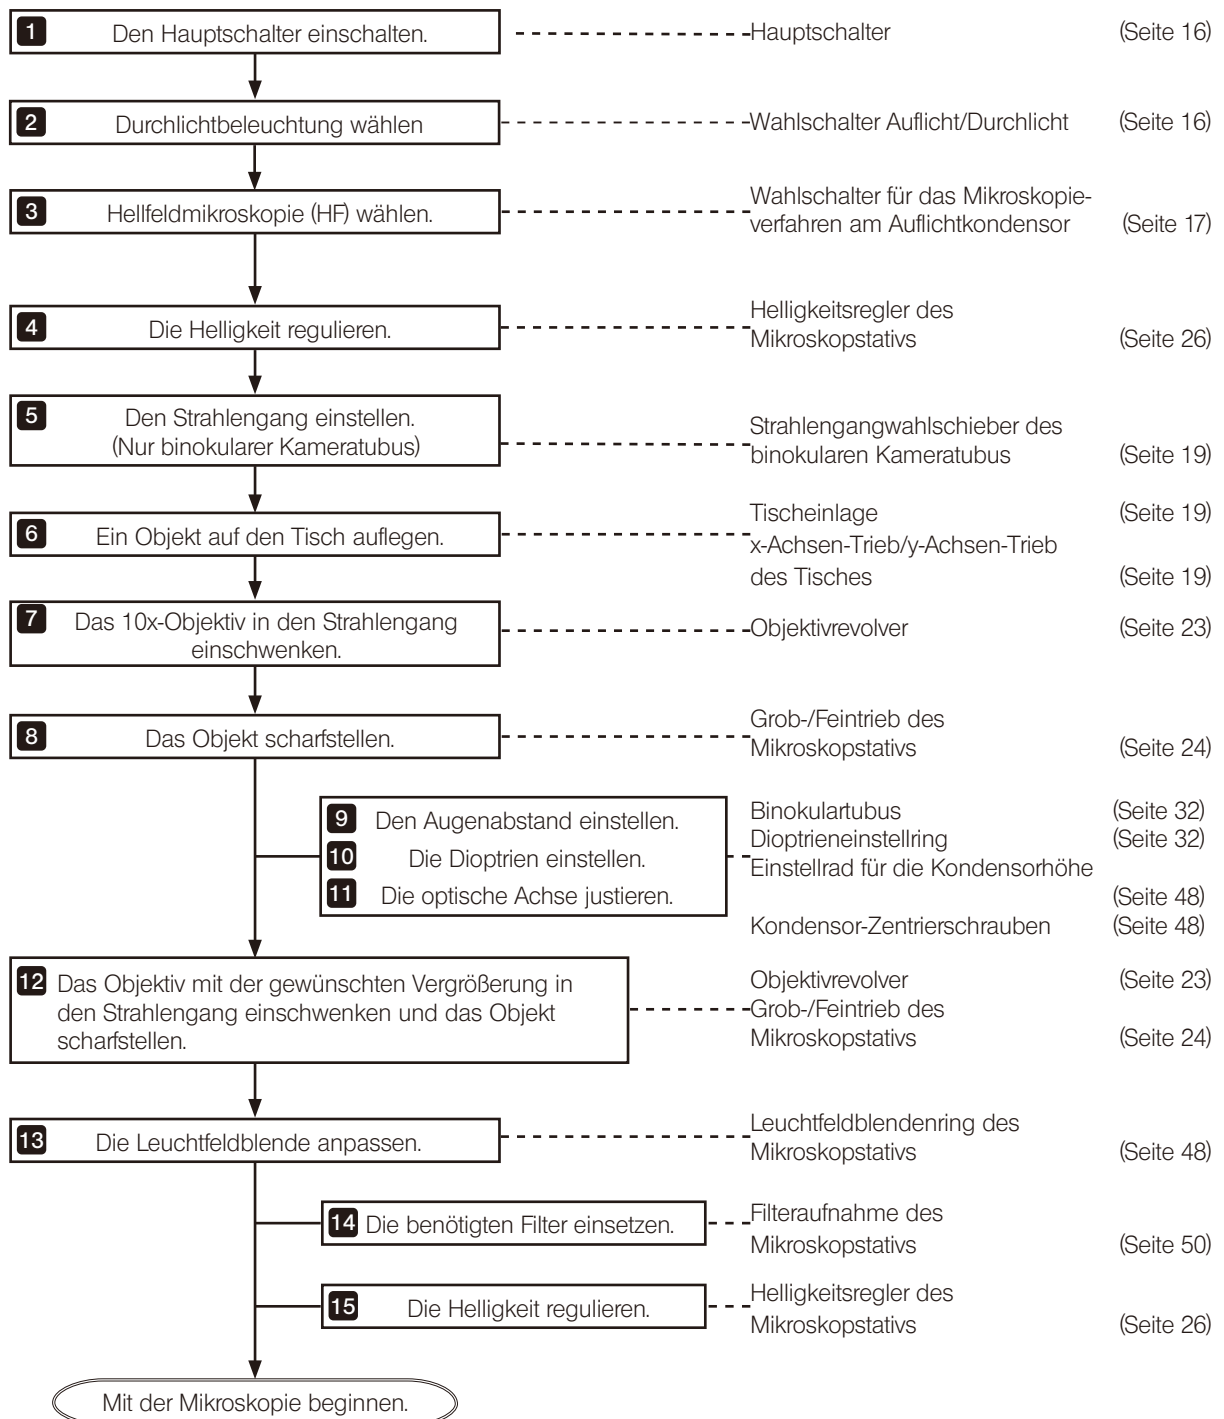 1 Den Hauptschalter einschalten. Hauptschalter (Seite 16)
2 Durchlichtbeleuchtung wählen Wahlschalter Auflicht/Durchlicht (Seite 16)
3 Hellfeldmikroskopie (HF) wählen. Wahlschalter für das Mikroskopie-
verfahren am Auflichtkondensor (Seite 17)
4 Die Helligkeit regulieren. Helligkeitsregler des
Mikroskopstativs (Seite 26)
5 Den Strahlengang einstellen.
(Nur binokularer Kameratubus)
Strahlengangwahlschieber des
binokularen Kameratubus (Seite 19)
6 Ein Objekt auf den Tisch auflegen.
Tischeinlage (Seite 19)
x-Achsen-Trieb/y-Achsen-Trieb
des Tisches (Seite 19)
7 Das 10x-Objektiv in den Strahlengang
einschwenken.
Objektivrevolver (Seite 23)
8 Das Objekt scharfstellen. Grob-/Feintrieb des
Mikroskopstativs (Seite 24)
9 Den Augenabstand einstellen.
10 Die Dioptrien einstellen.
11 Die optische Achse justieren.
Binokulartubus (Seite 32)
Dioptrieneinstellring (Seite 32)
Einstellrad für die Kondensorhöhe
(Seite 48)
Kondensor-Zentrierschrauben (Seite 48)
12 Das Objektiv mit der gewünschten Vergrößerung in
den Strahlengang einschwenken und das Objekt
scharfstellen.
Objektivrevolver (Seite 23)
Grob-/Feintrieb des
Mikroskopstativs (Seite 24)
13 Die Leuchtfeldblende anpassen. Leuchtfeldblendenring des
Mikroskopstativs (Seite 48)
14 Die benötigten Filter einsetzen. Filteraufnahme des
Mikroskopstativs (Seite 50)
15 Die Helligkeit regulieren. Helligkeitsregler des
Mikroskopstativs (Seite 26)
Mit der Mikroskopie beginnen.